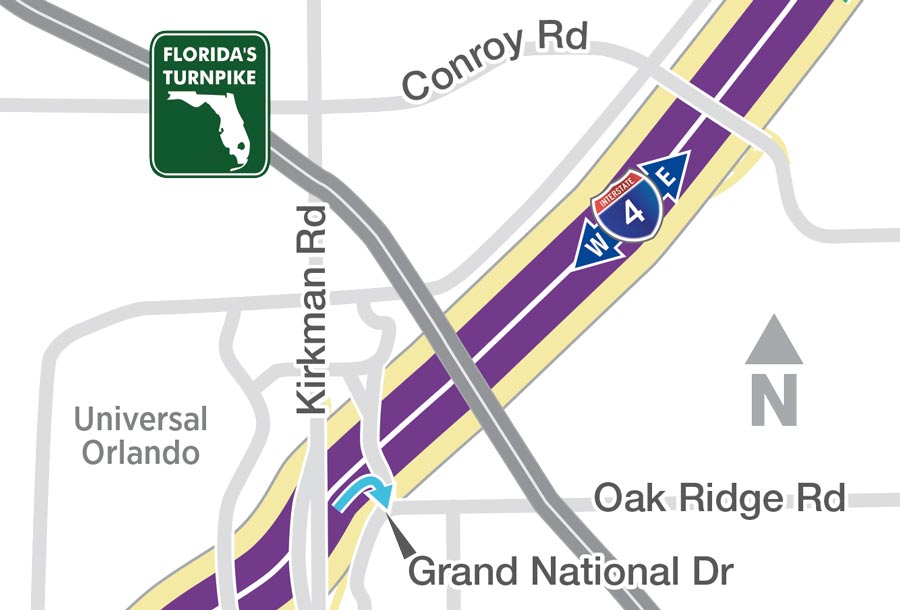 FLORIDA'S
TURNPIKE
Conroy Rd
Kirkman Rd
INTERSTATE
4
E
W
Universal
Orlando
N
Oak Ridge Rd
Grand National Dr